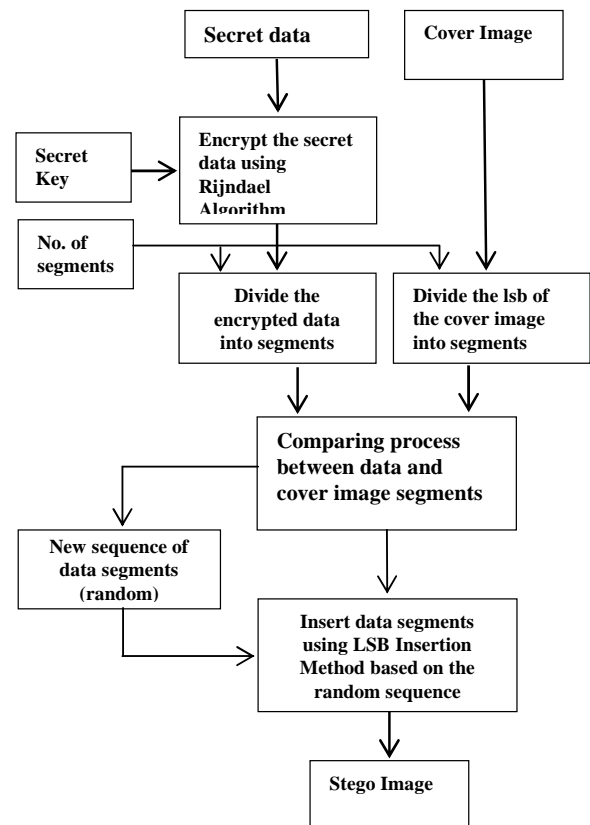 Secret data
Cover Image
Encrypt the secret
data using
Rijndael
Algorithm
Secret
Key
No. of
segments
Divide the
encrypted data
into segments
Divide the lsb of
the cover image
into segments
Comparing process
between data and
cover image segments
New sequence of
data segments
(random)
Insert data segments
using LSB Insertion
Method based on the
random sequence
Stego Image